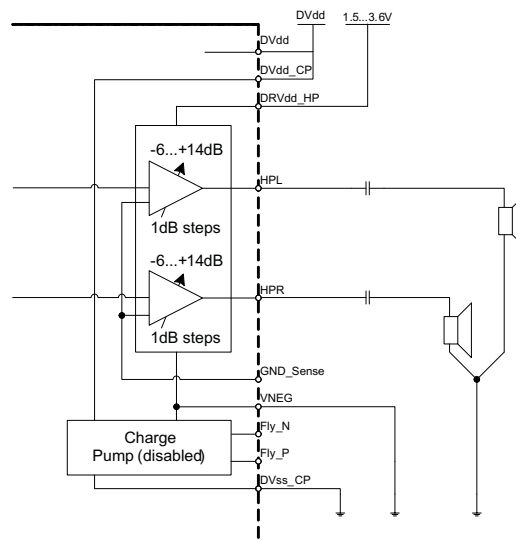 DVdd
1.5...3.6V
DVdd
DVdd_CP
DRVdd_HP
-6...+14dB
HPL
1dB steps
-6...+14dB
HPR
1dB steps
GND_Sense
VNEG
Fly_N
Charge
Pump (disabled)
Fly_P
DVss_CP